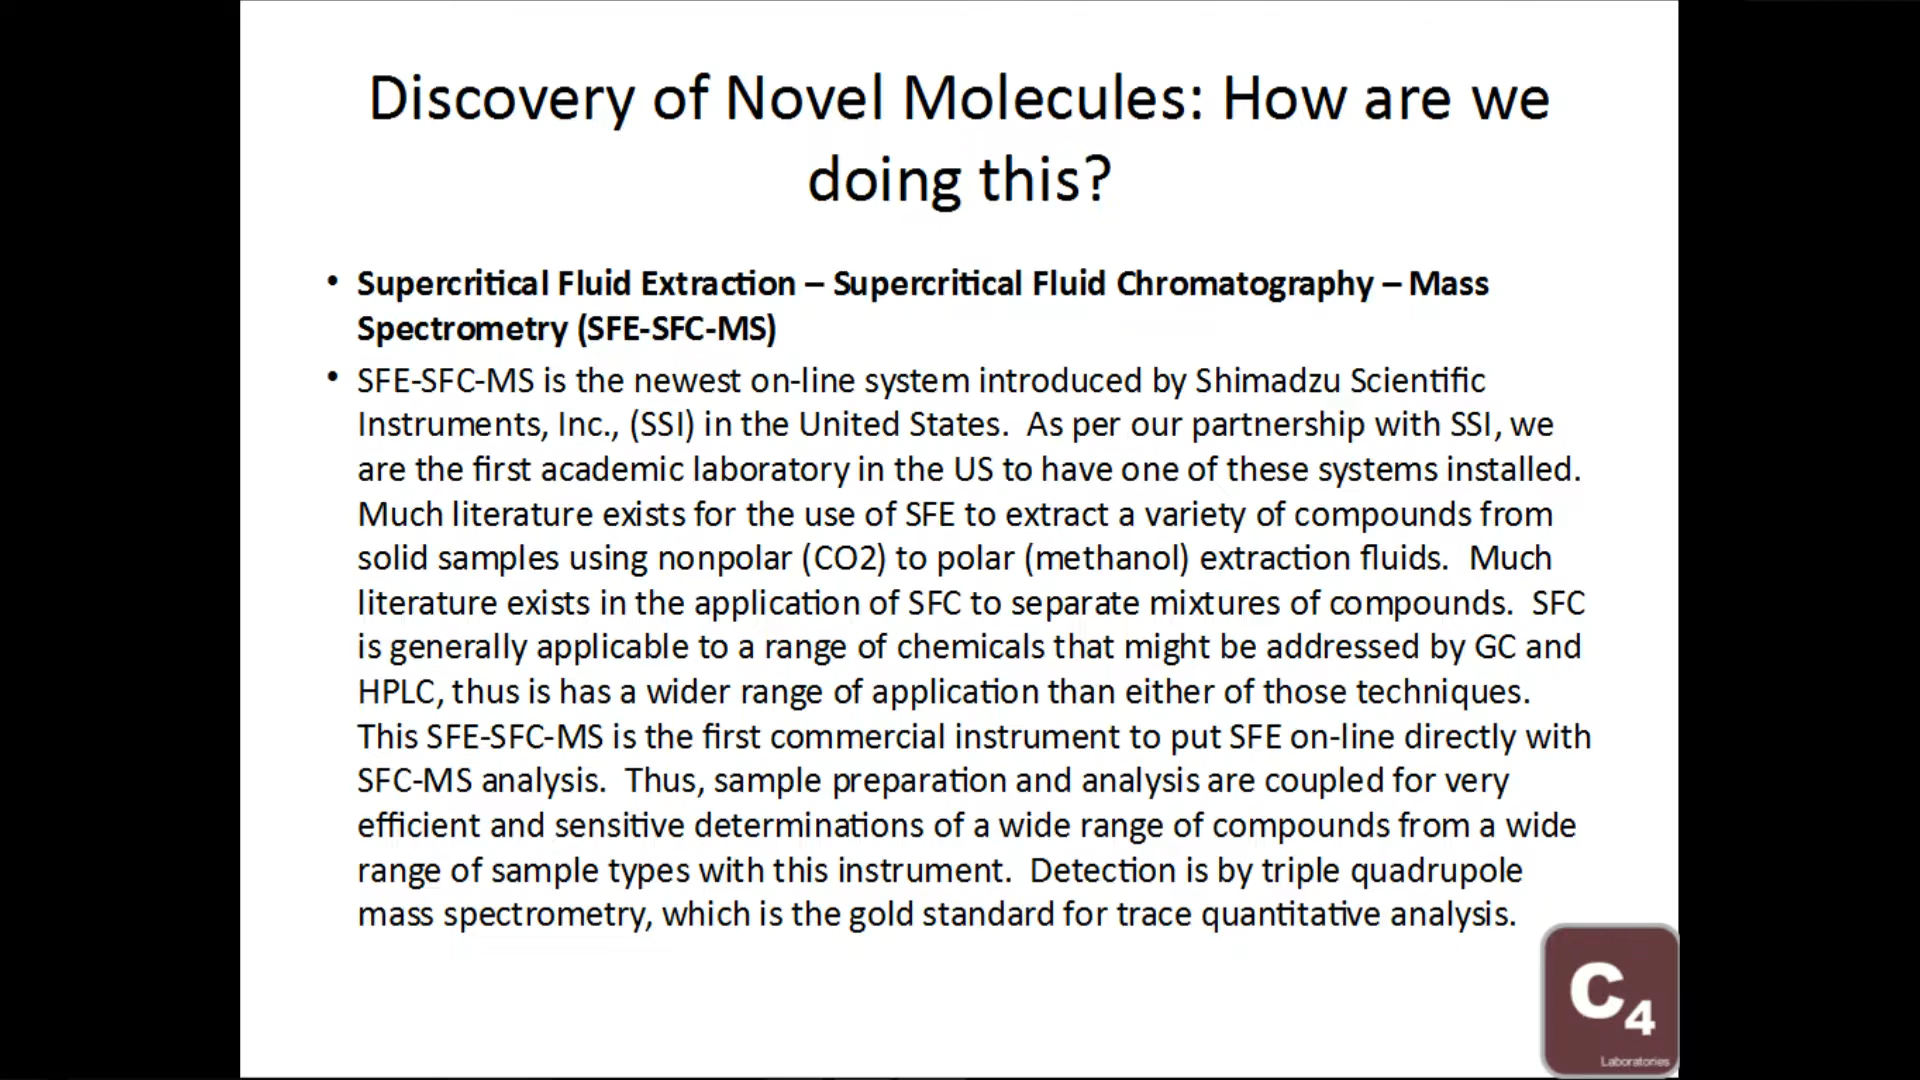 Discovery of Novel Molecules: How are we
doing this?
• Supercritical Fluid Extraction – Supercritical Fluid Chromatography – Mass
Spectrometry (SFE-SFC-MS)
• SFE-SFC-MS is the newest on-line system introduced by Shimadzu Scientific
Instruments, Inc., (SSI) in the United States.  As per our partnership with SSI, we
are the first academic laboratory in the US to have one of these systems installed.
Much literature exists for the use of SFE to extract a variety of compounds from
solid samples using nonpolar (CO2) to polar (methanol) extraction fluids.  Much
literature exists in the application of SFC to separate mixtures of compounds.  SFC
is generally applicable to a range of chemicals that might be addressed by GC and
HPLC, thus is has a wider range of application than either of those techniques.
This SFE-SFC-MS is the first commercial instrument to put SFE on-line directly with
SFC-MS analysis.  Thus, sample preparation and analysis are coupled for very
efficient and sensitive determinations of a wide range of compounds from a wide
range of sample types with this instrument.  Detection is by triple quadrupole
mass spectrometry, which is the gold standard for trace quantitative analysis.
C4
Laboratories